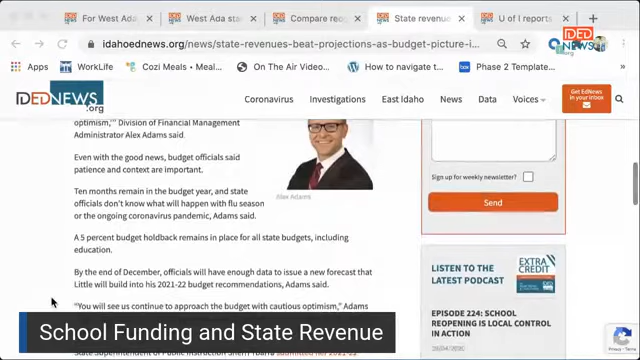 For West Ada
West Ada stan
Compare reop
State revenue
U of I reports
idahoednews.org/news/state-revenues-beat-projections-as-budget-picture-i...
IDED
NEWS
Apps
Workflow
Cozi Meals / Meal...
On The Air Video...
How to navigate t...
Phase 2 Template...
IDEDNEWS
.org
Coronavirus
Investigations
East Idaho
News
Data
Voices
Get EdNews
in your inbox
optimism,'" Division of Financial Management
Administrator Alex Adams said.
Even with the good news, budget officials said
patience and context are important.
Alex Adams
Sign up for weekly newsletter?
Send
Ten months remain in the budget year, and state
officials don't know what will happen with flu season
or the ongoing coronavirus pandemic, Adams said.
A 5 percent budget holdback remains in place for all state budgets, including
education.
By the end of December, officials will have enough data to issue a new forecast that
Little will build into his 2021-22 budget recommendations, Adams said.
"You will see us continue to approach the budget with cautious optimism," Adams
LISTEN TO THE
LATEST PODCAST
EXTRA
CREDIT
EPISODE 224: SCHOOL
REOPENING IS LOCAL CONTROL
IN ACTION
School Funding and State Revenue
Privacy - Terms